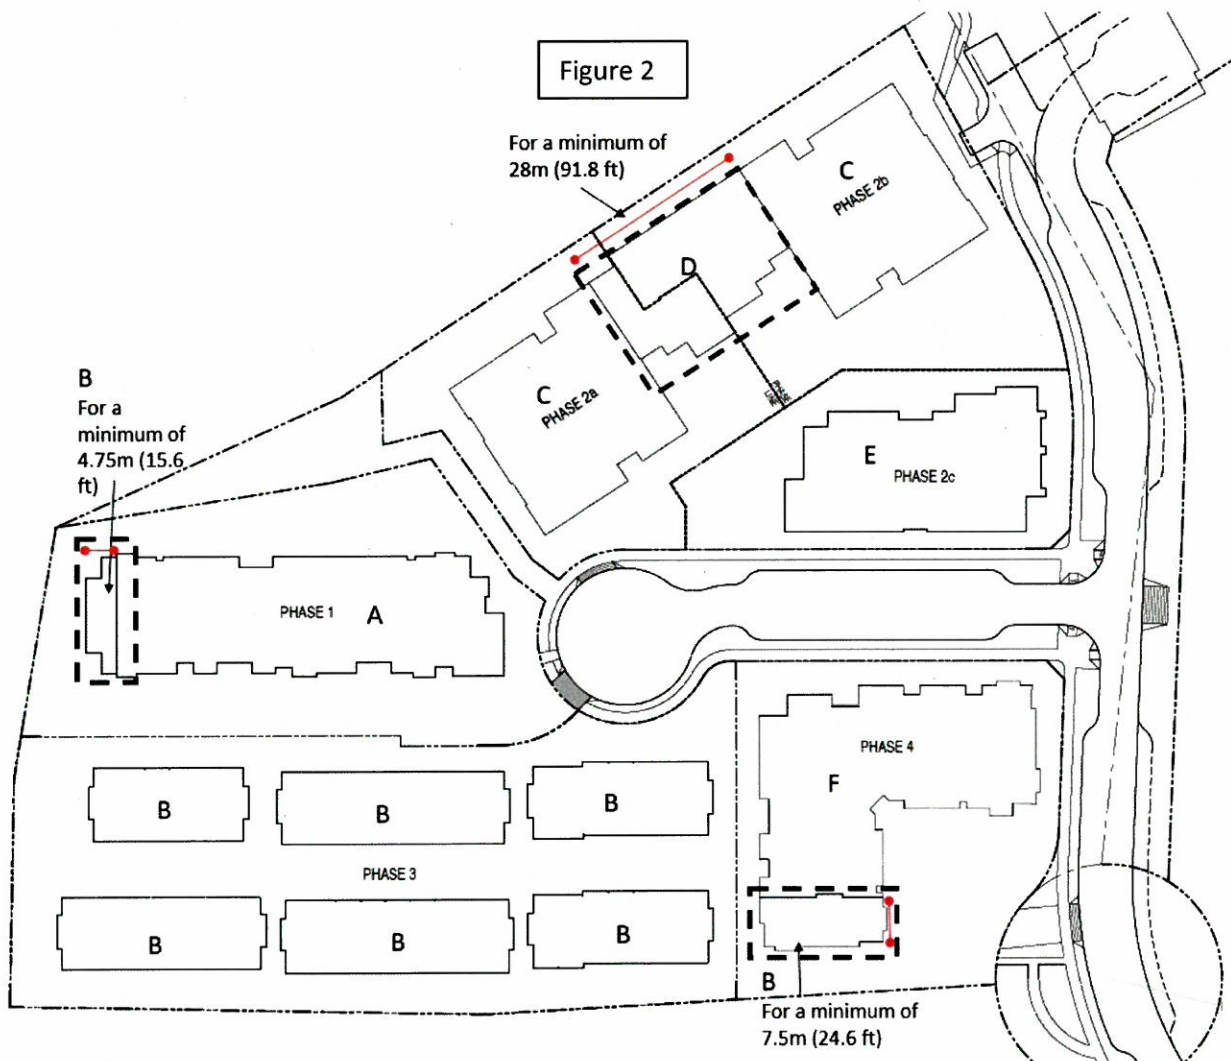 Figure 2
For a minimum of
28m (91.8 ft)
C
PHASE 2b
D
C
PHASE 2a
B
For a
minimum of
4.75m (15.6
ft)
E
PHASE 2c
PHASE 1
A
PHASE 4
F
B
B
B
PHASE 3
B
B
B
B
For a minimum of
7.5m (24.6 ft)